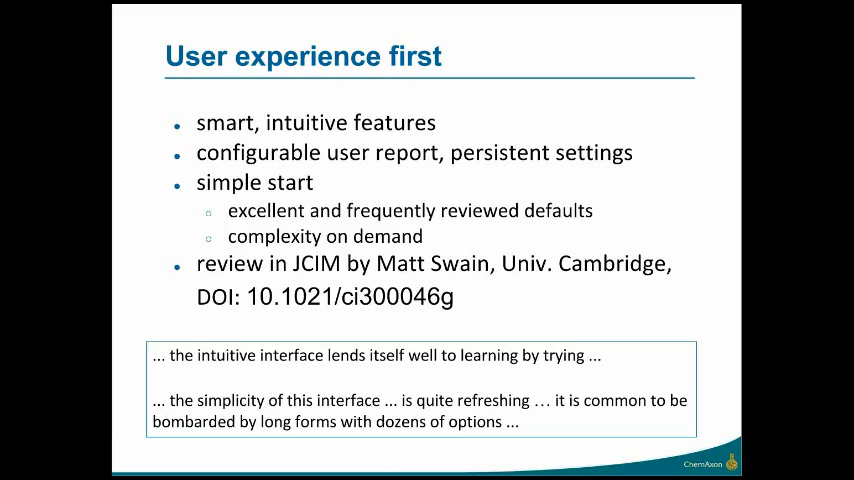 User experience first
• smart, intuitive features
• configurable user report, persistent settings
• simple start
○ excellent and frequently reviewed defaults
○ complexity on demand
• review in JCIM by Matt Swain, Univ. Cambridge,
DOI: 10.1021/ci300046g
... the intuitive interface lends itself well to learning by trying ...
... the simplicity of this interface ... is quite refreshing ... it is common to be
bombarded by long forms with dozens of options ...
ChemAxon